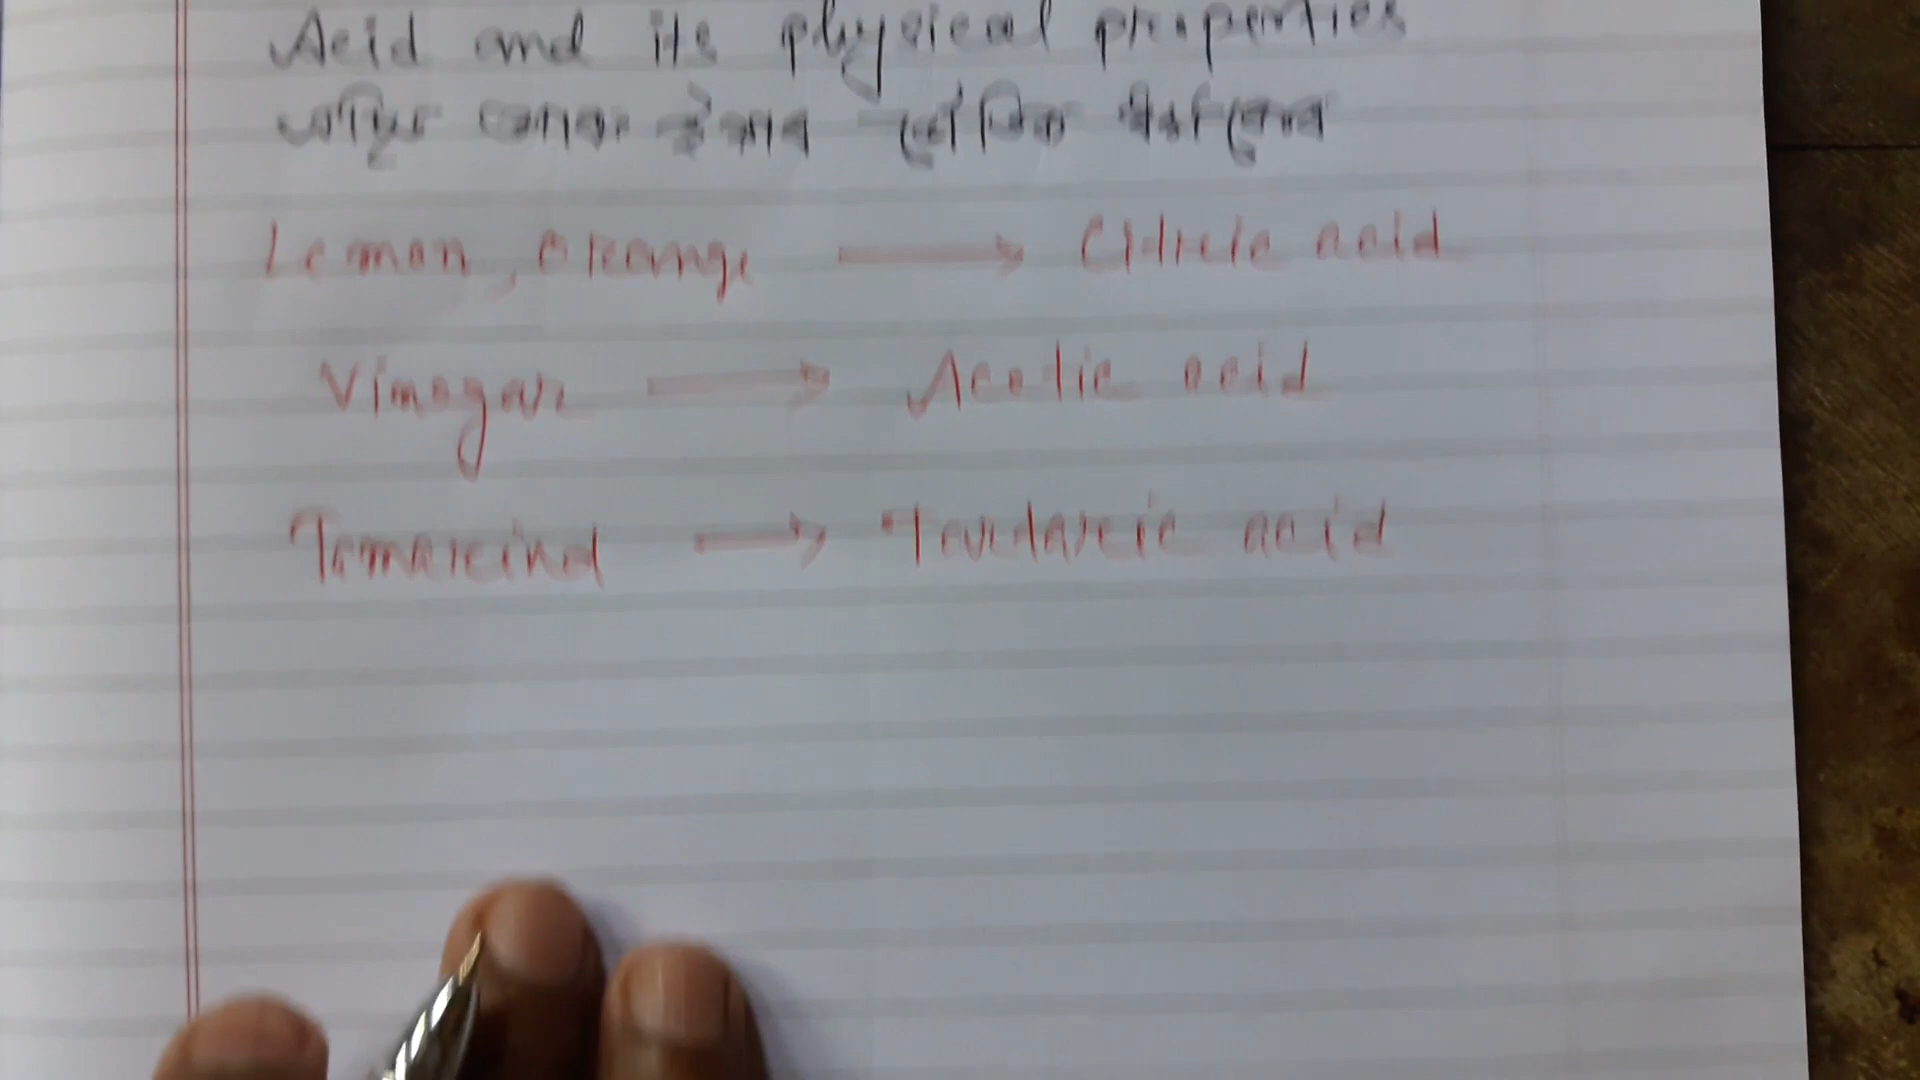 Acid and its physical properties
Lemon, Orange → Citric acid
Vinegar → Acetic acid
Tamarind → Tartaric acid